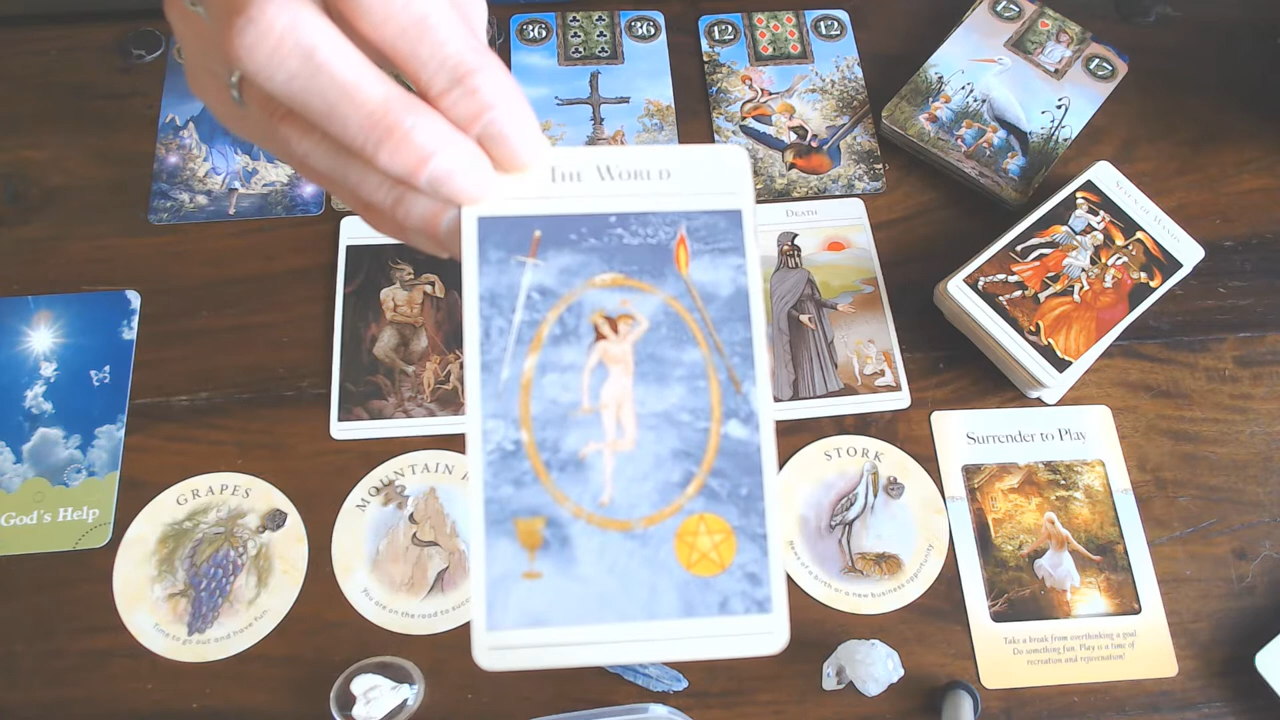 36
36
12
12
17
17
THE WORLD
DEATH
SEVEN OF WANDS
God's Help
GRAPES
Time to go out and have fun.
MOUNTAIN
You are on the road to
STORK
News of a birth or a new business opportunity
Surrender to Play
Take a break from overthinking a goal.
Do something fun. Play is a time of
recreation and rejuvenation!